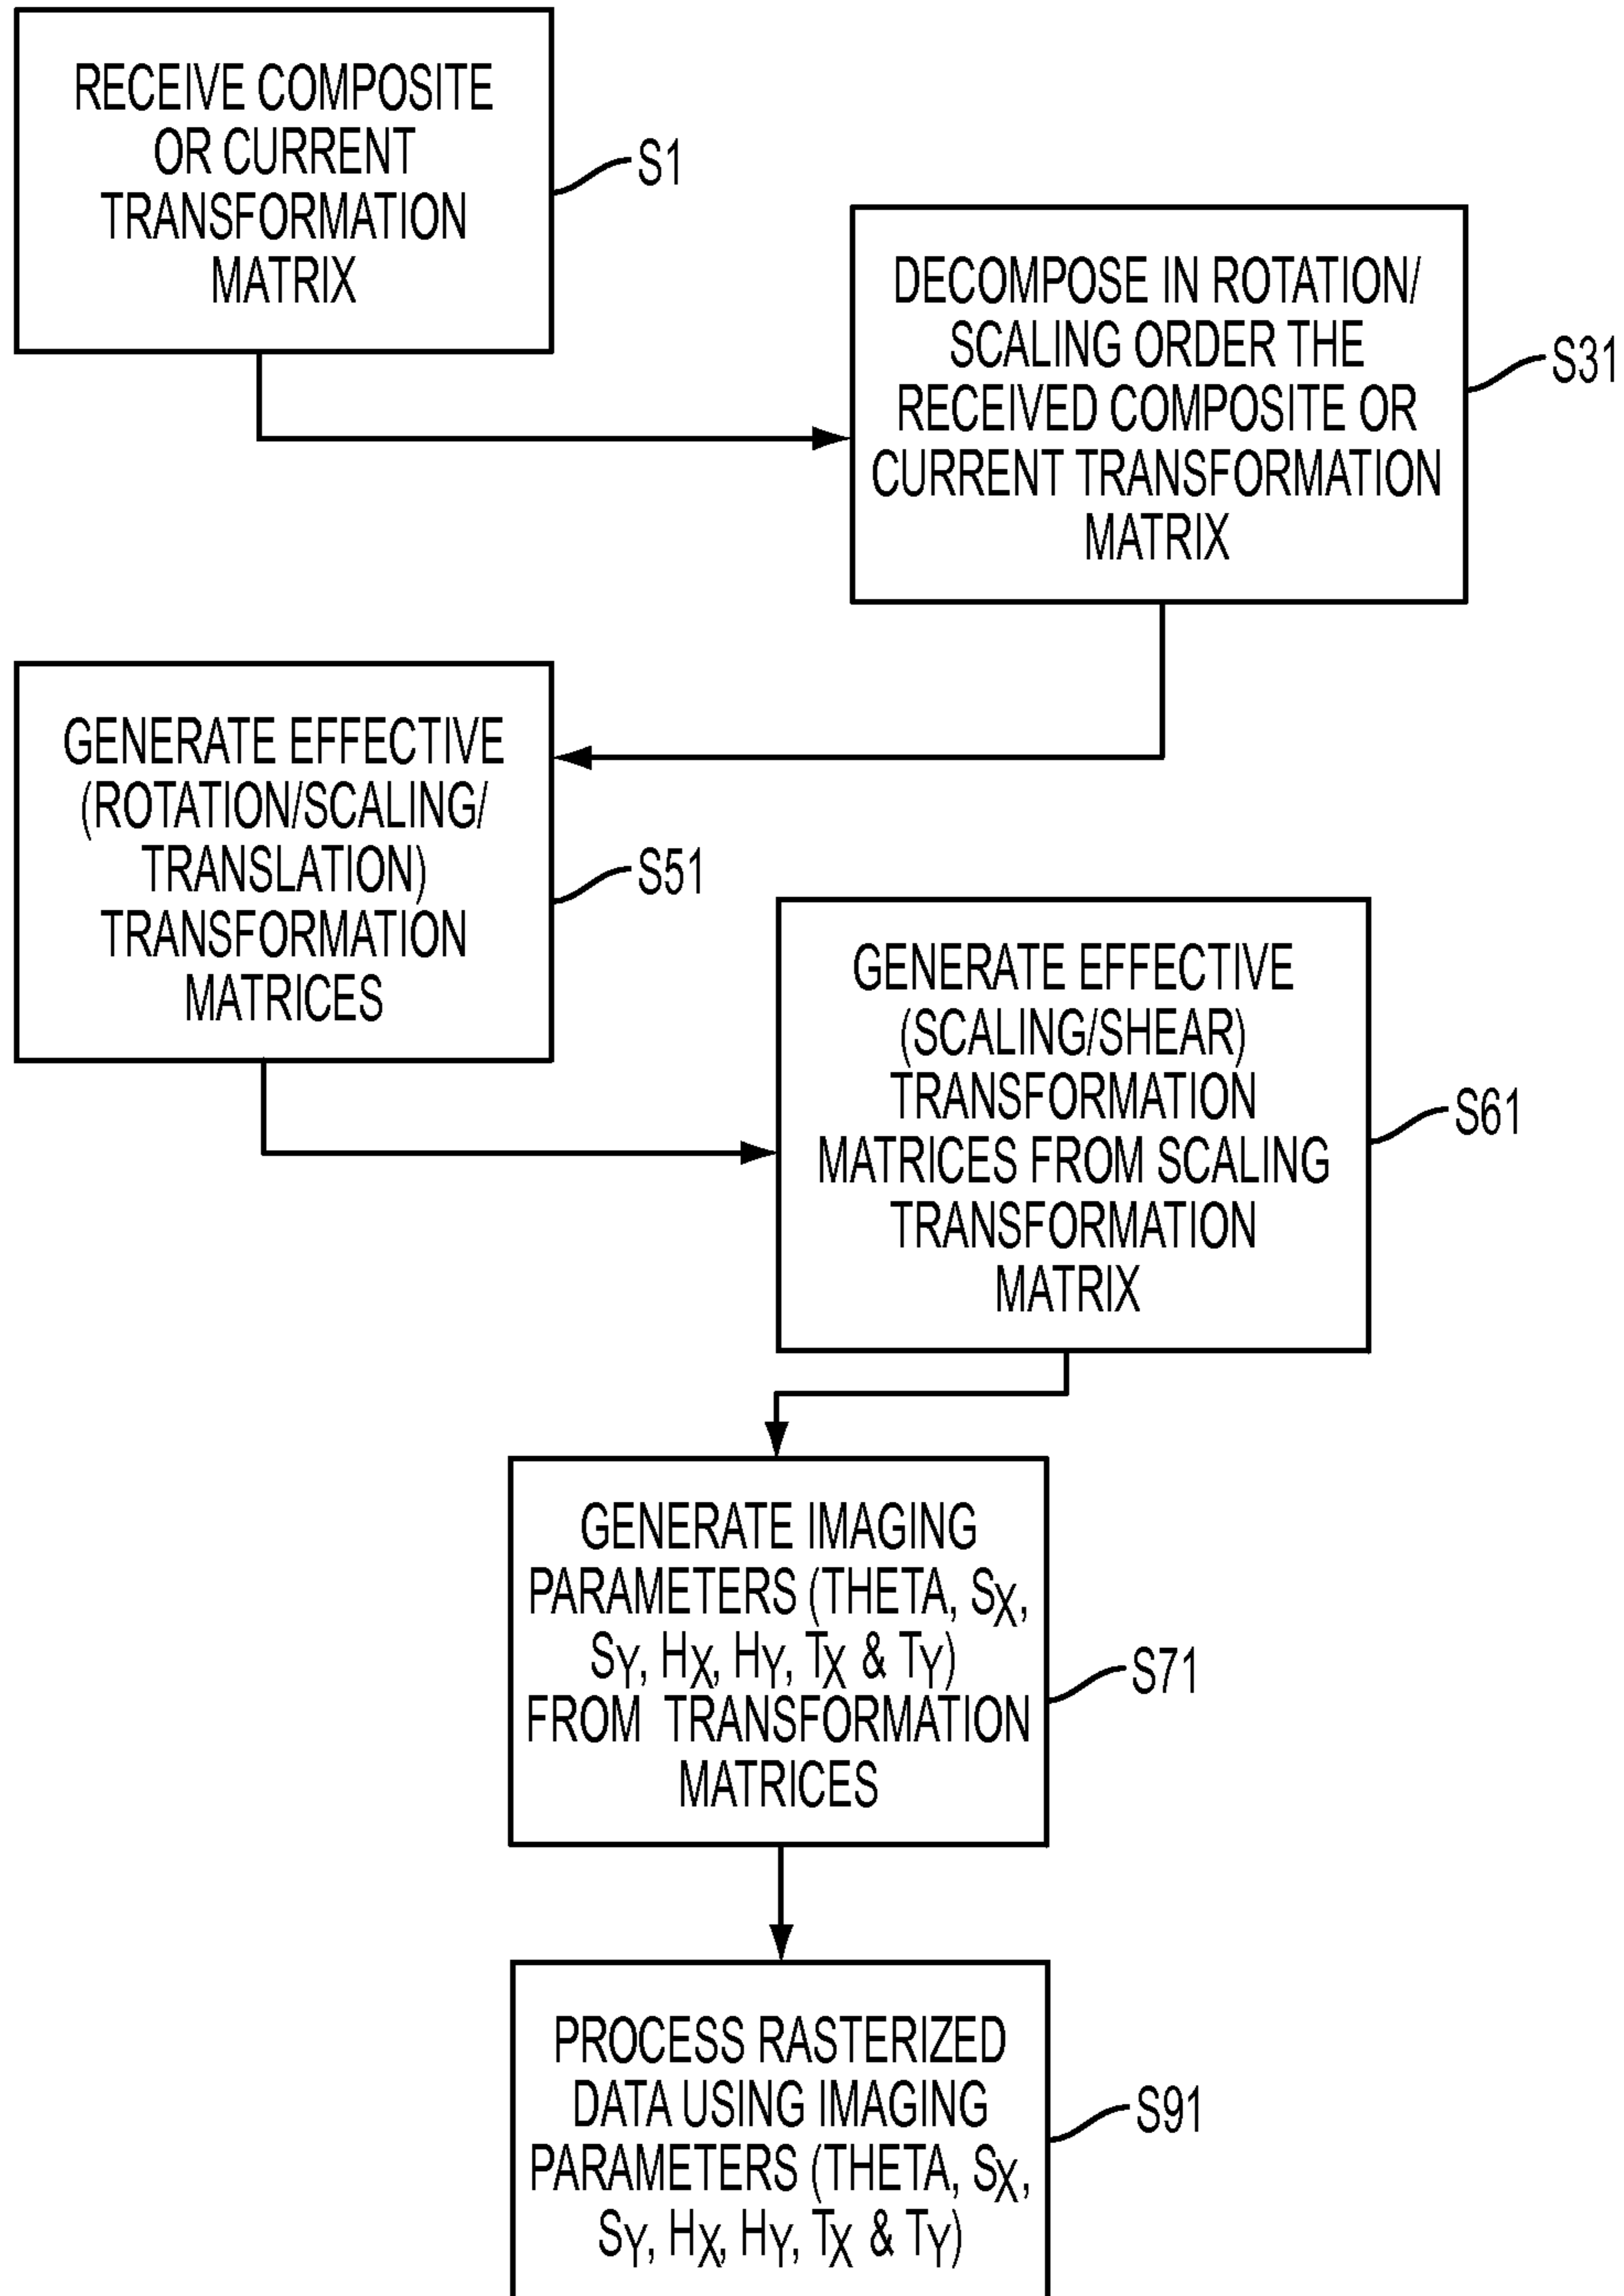 RECEIVE COMPOSITE
OR CURRENT
TRANSFORMATION
MATRIX
S1
DECOMPOSE IN ROTATION/
SCALING ORDER THE
RECEIVED COMPOSITE OR
CURRENT TRANSFORMATION
MATRIX
S31
GENERATE EFFECTIVE
(ROTATION/SCALING/
TRANSLATION)
TRANSFORMATION
MATRICES
S51
GENERATE EFFECTIVE
(SCALING/SHEAR)
TRANSFORMATION
MATRICES FROM SCALING
TRANSFORMATION
MATRIX
S61
GENERATE IMAGING
PARAMETERS (THETA, SX,
SY, HX, HY, TX & TY)
FROM TRANSFORMATION
MATRICES
S71
PROCESS RASTERIZED
DATA USING IMAGING
PARAMETERS (THETA, SX,
SY, HX, HY, TX & TY)
S91